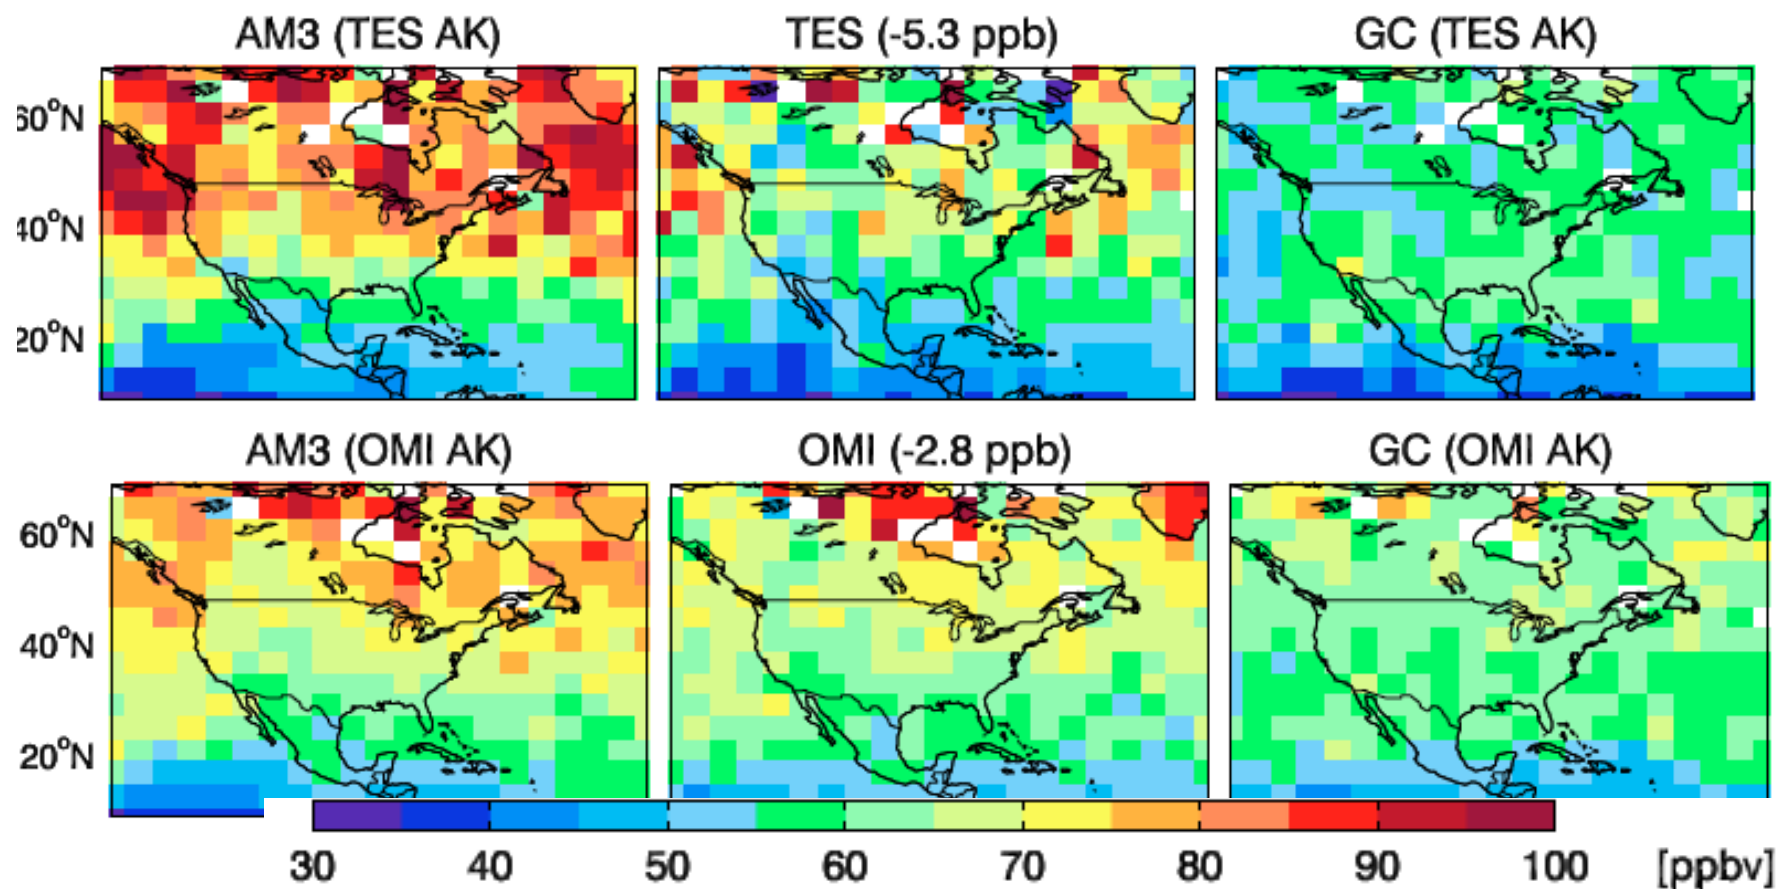 AM3 (TES AK) TES (-5.3 ppb) GC (TES AK)
60°N
40°N
20°N
AM3 (OMI AK) OMI (-2.8 ppb) GC (OMI AK)
60°N
40°N
20°N
30 40 50 60 70 80 90 100 [ppbv]